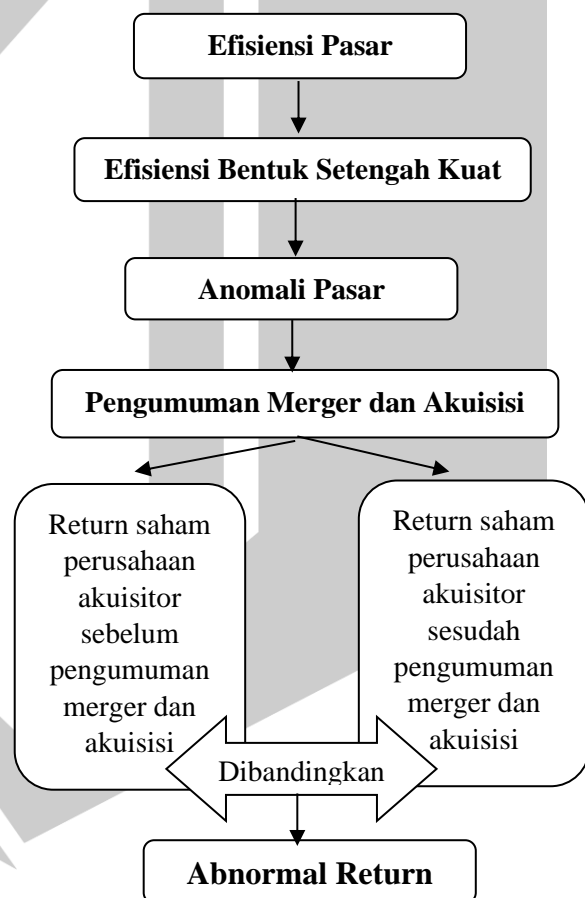 Efisiensi Pasar
Efisiensi Bentuk Setengah Kuat
Anomali Pasar
Pengumuman Merger dan Akuisisi
Return saham
perusahaan
akuisitor
sebelum
pengumuman
merger dan
akuisisi
Return saham
perusahaan
akuisitor
sesudah
pengumuman
merger dan
akuisisi
Dibandingkan
Abnormal Return